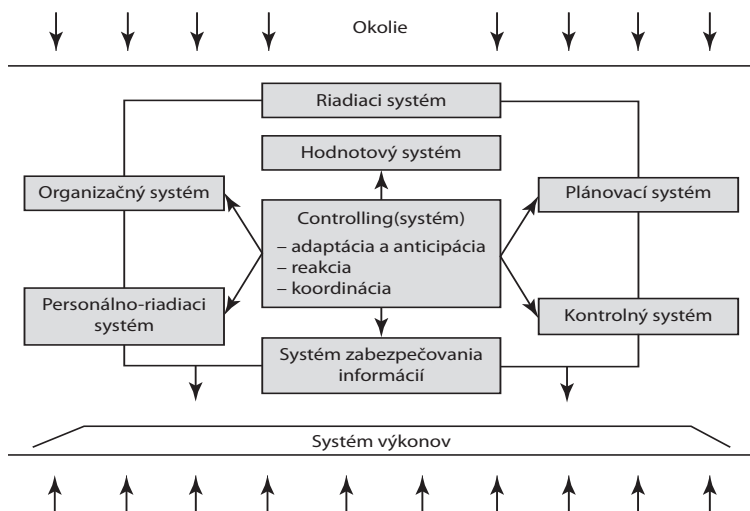 Okolie
Riadiaci systém
Hodnotový systém
Organizačný systém
Plánovací systém
Controlling(systém)
– adaptácia a anticipácia
– reakcia
– koordinácia
Personálno-riadiaci
systém
Kontrolný systém
Systém zabezpečovania
informácií
Systém výkonov